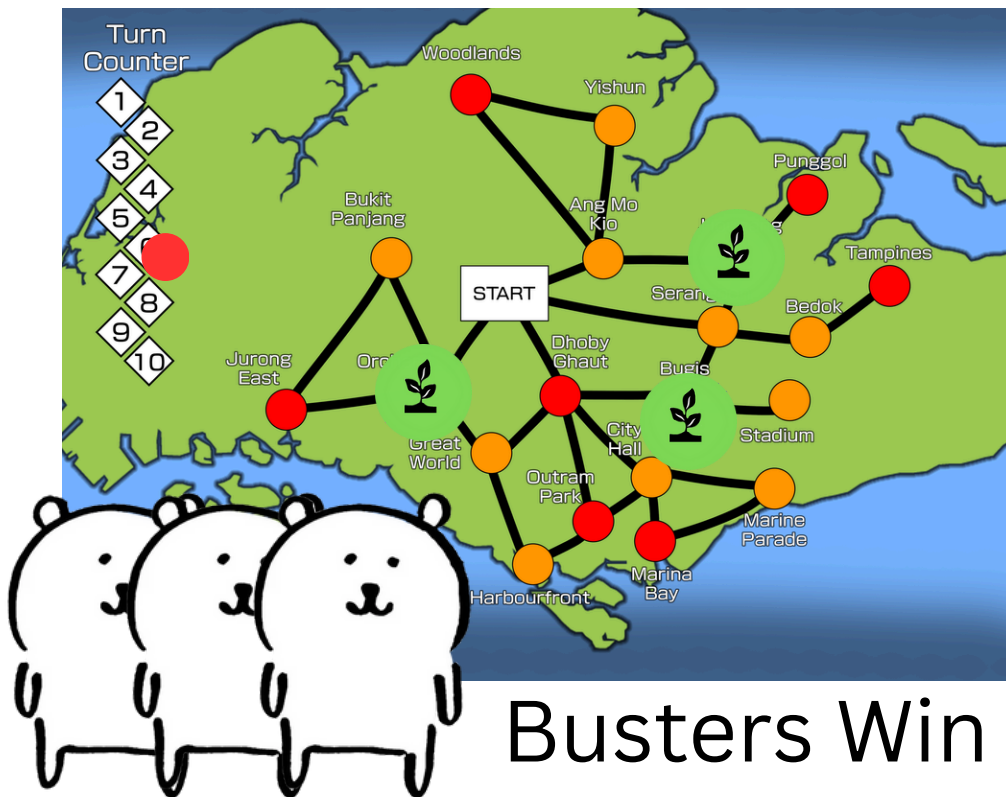 Turn
Counter
1
2
3
4
5
7
8
9
10
Woodlands
Yishun
Punggol
Bukit
Panjang
Ang Mo
Kio
Tampines
START
Serang
Bedok
Dhoby
Ghaut
Jurong
East
Bugis
City
Hall
Stadium
Great
World
Outram
Park
Marine
Parade
Marina
Bay
Harbourfront
Busters Win